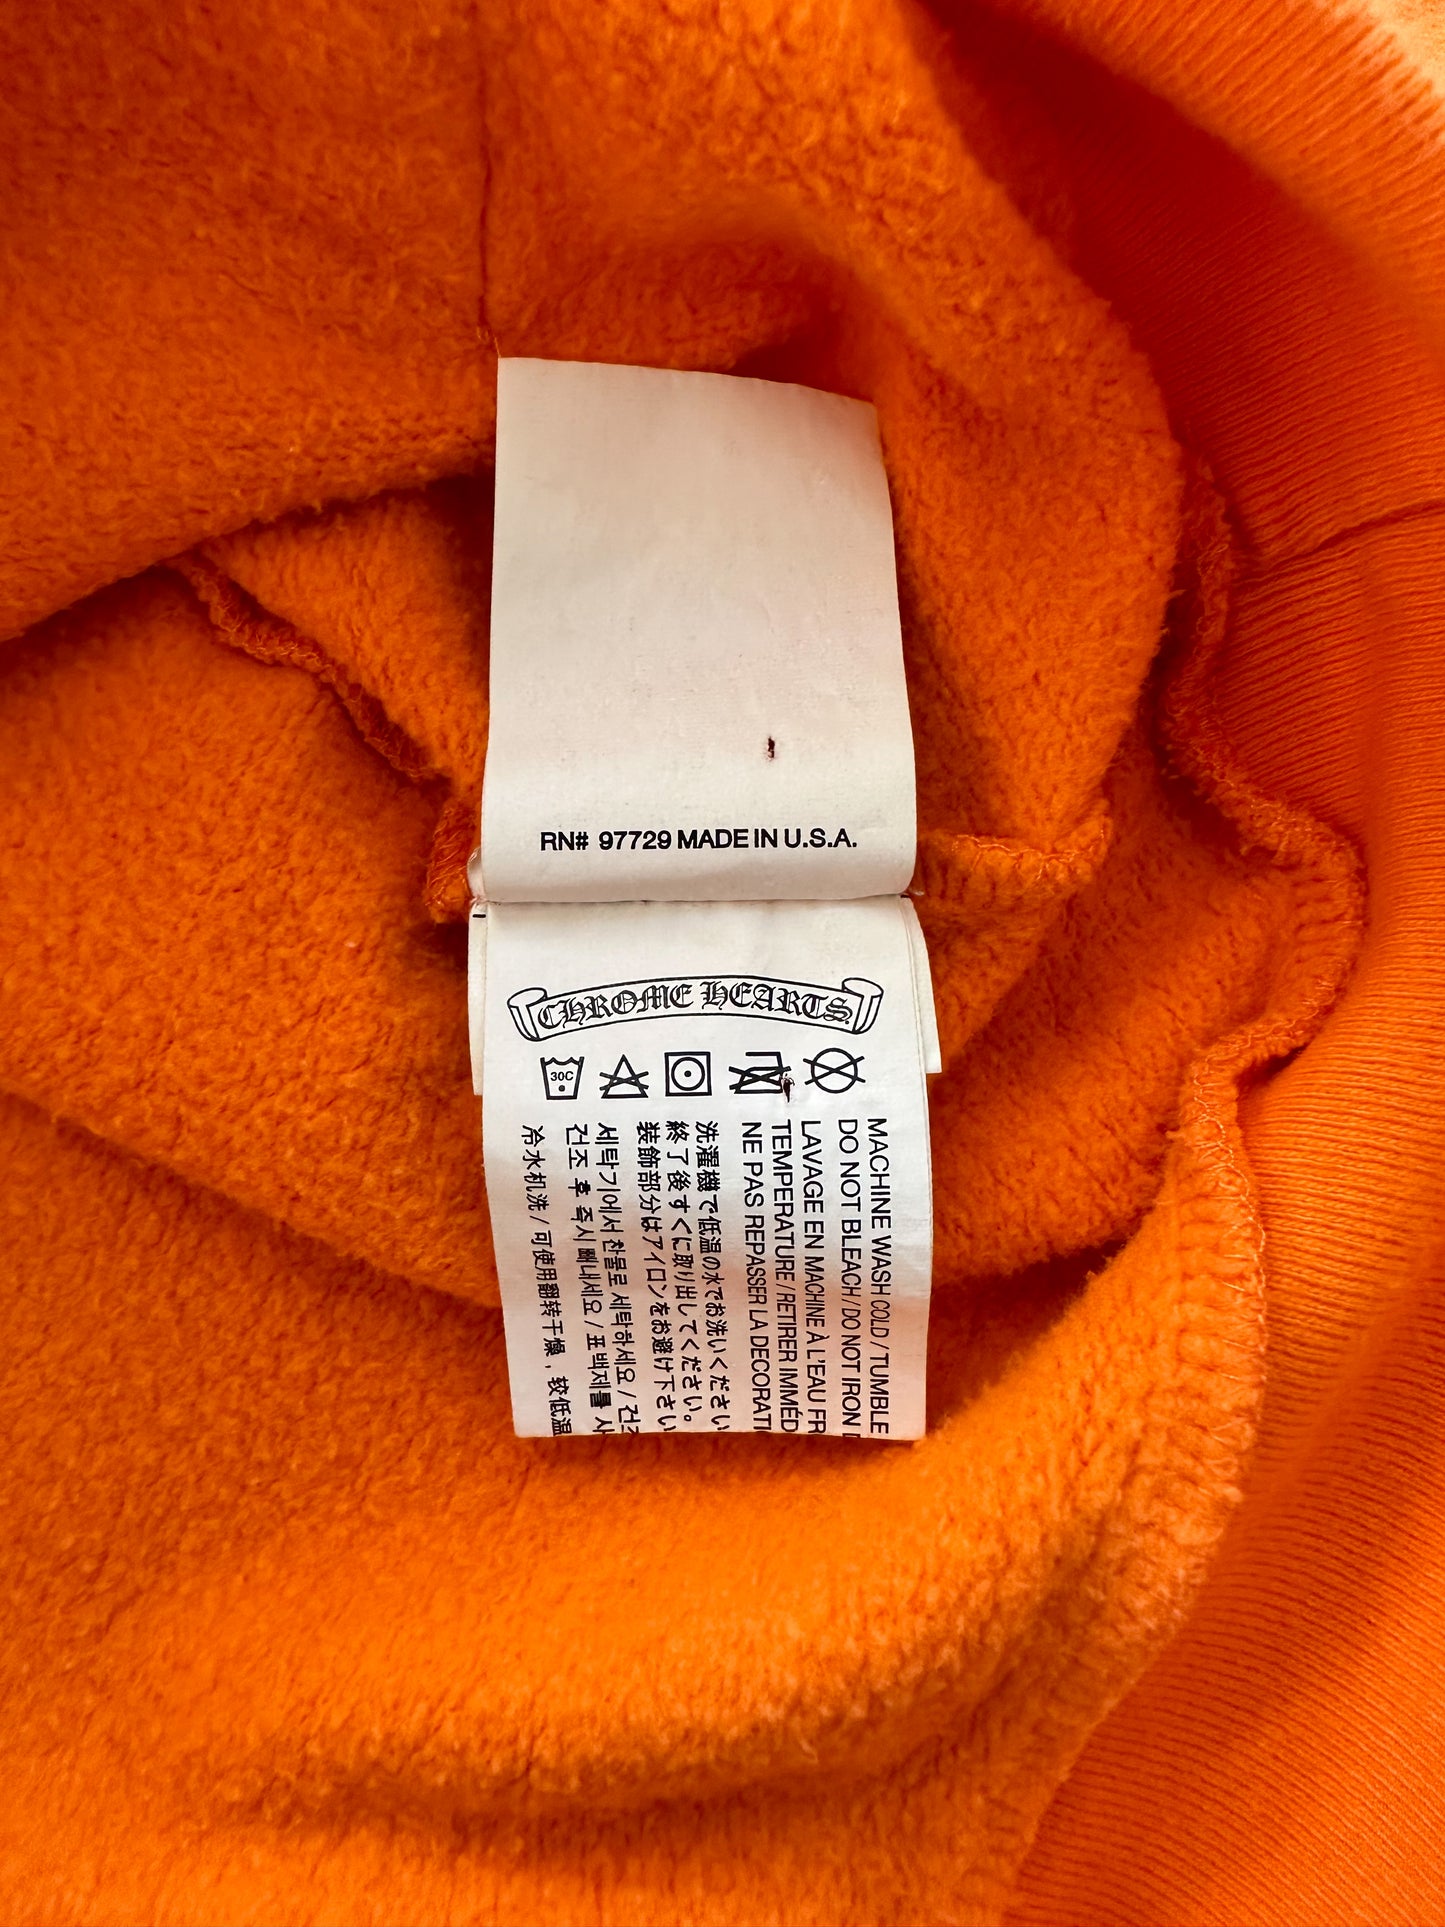 RN# 97729 MADE IN U.S.A.
CHROME HEARTS
30C
MACHINE WASH COLD / TUMBLE
DO NOT BLEACH / DO NOT IRON
LAVAGE EN MACHINE À L'EAU FR
TEMPERATURE / RETIRER IMMÉD
NE PAS REPASSER LA DECORATI
洗濯機で低温の水でお洗いください
終了後すぐに取り出してください。
装飾部分はアイロンをお避け下さい
세탁기에서 찬물로 세탁하세요 / 건조
건조 후 즉시 빼내세요 / 표백제를 사
冷水机洗 / 可使用翻转干燥，较低温